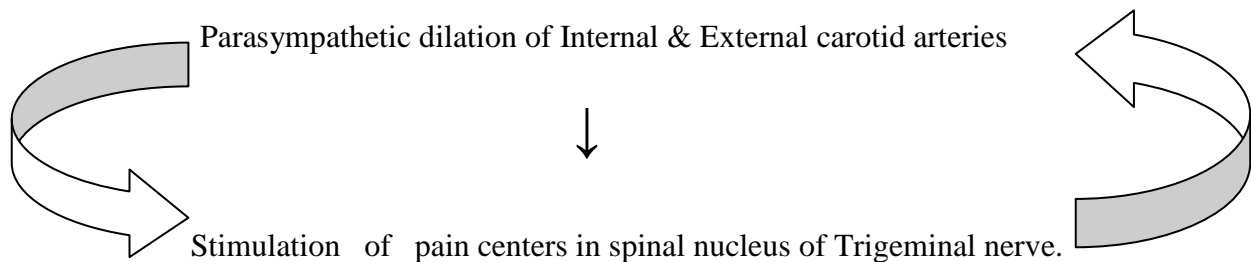 Parasympathetic dilation of Internal & External carotid arteries
↓
Stimulation of pain centers in spinal nucleus of Trigeminal nerve.